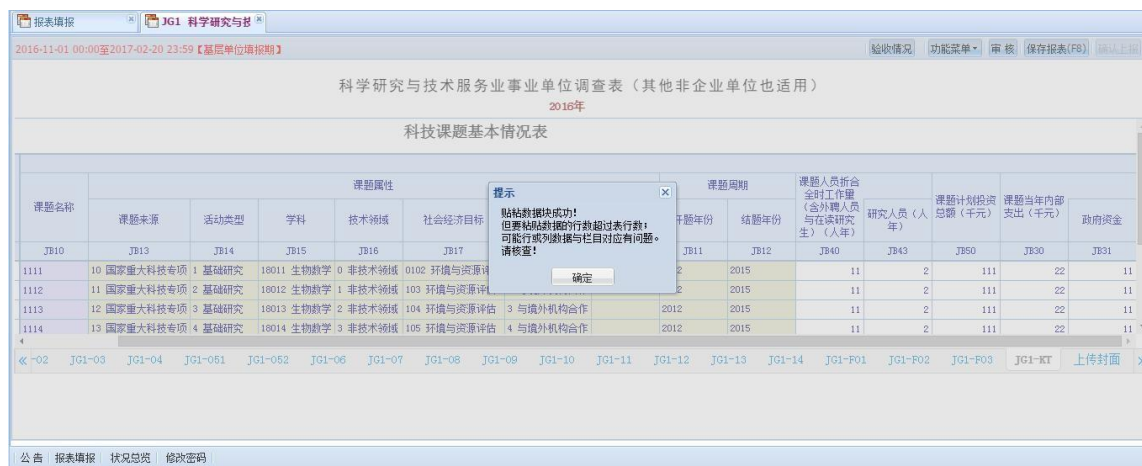 报表填报
JG1 科学研究与技
2016-11-01 00:00至2017-02-20 23:59【基层单位填报期】
验收情况 功能菜单 审 核 保存报表(F8) 确认上报
科学研究与技术服务业事业单位调查表（其他非企业单位也适用）
2016年
科技课题基本情况表
课题名称
课题属性
课题周期
课题来源 活动类型 学科 技术领域 社会经济目标
开题年份 结题年份
课题人员折合
全时工作量
（含外聘人员
与在读研究
生）（人年）
研究人员（人
年）
课题计划投资
总额（千元）
课题当年内部
支出（千元）
政府资金
JB10 JB13 JB14 JB15 JB16 JB17 JB11 JB12 JB40 JB43 JB50 JB30 JB31
1111 10 国家重大科技专项 1 基础研究 18011 生物数学 0 非技术领域 0102 环境与资源评 2 2015 11 2 111 22 11
1112 11 国家重大科技专项 2 基础研究 18012 生物数学 1 非技术领域 103 环境与资源评估 2 2015 11 2 111 22 11
1113 12 国家重大科技专项 3 基础研究 18013 生物数学 2 非技术领域 104 环境与资源评估 3 与境外机构合作 2012 2015 11 2 111 22 11
1114 13 国家重大科技专项 4 基础研究 18014 生物数学 3 非技术领域 105 环境与资源评估 4 与境外机构合作 2012 2015 11 2 111 22 11
提示
贴粘数据块成功！
但要粘贴数据的行数超过表行数；
可能行或列数据与栏目对应有问题。
请核查！
确定
« -02 JG1-03 JG1-04 JG1-051 JG1-052 JG1-06 JG1-07 JG1-08 JG1-09 JG1-10 JG1-11 JG1-12 JG1-13 JG1-14 JG1-F01 JG1-F02 JG1-F03 JG1-KT 上传封面
公告 报表填报 状况总览 修改密码